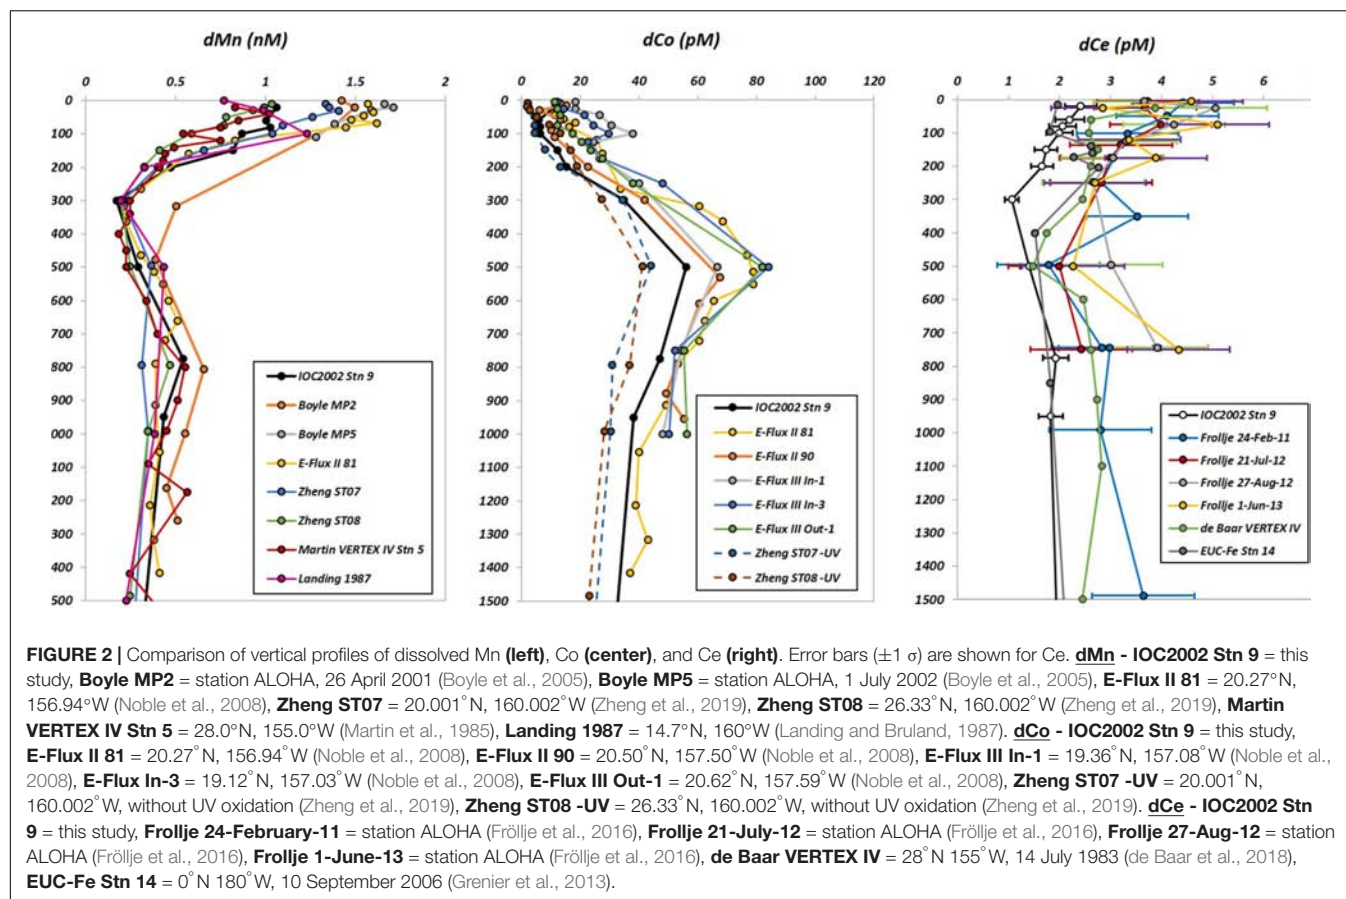 dMn (nM)
0 0.5 1 1.5 2
0
100
200
300
400
500
600
700
800
900
1000
100
200
300
400
500
IOC2002 Stn 9
Boyle MP2
Boyle MP5
E-Flux II 81
Zheng ST07
Zheng ST08
Martin VERTEX IV Stn 5
Landing 1987
dCo (pM)
0 20 40 60 80 100 120
0
100
200
300
400
500
600
700
800
900
1000
1100
1200
1300
1400
1500
IOC2002 Stn 9
E-Flux II 81
E-Flux II 90
E-Flux III In-1
E-Flux III In-3
E-Flux III Out-1
Zheng ST07 -UV
Zheng ST08 -UV
dCe (pM)
0 1 2 3 4 5 6
0
100
200
300
400
500
600
700
800
900
1000
1100
1200
1300
1400
1500
IOC2002 Stn 9
Frollje 24-Feb-11
Frollje 21-Jul-12
Frollje 27-Aug-12
Frollje 1-Jun-13
de Baar VERTEX IV
EUC-Fe Stn 14
FIGURE 2 | Comparison of vertical profiles of dissolved Mn (left), Co (center), and Ce (right). Error bars (±1 σ) are shown for Ce. dMn - IOC2002 Stn 9 = this
study, Boyle MP2 = station ALOHA, 26 April 2001 (Boyle et al., 2005), Boyle MP5 = station ALOHA, 1 July 2002 (Boyle et al., 2005), E-Flux II 81 = 20.27°N,
156.94°W (Noble et al., 2008), Zheng ST07 = 20.001°N, 160.002°W (Zheng et al., 2019), Zheng ST08 = 26.33°N, 160.002°W (Zheng et al., 2019), Martin
VERTEX IV Stn 5 = 28.0°N, 155.0°W (Martin et al., 1985), Landing 1987 = 14.7°N, 160°W (Landing and Bruland, 1987). dCo - IOC2002 Stn 9 = this study,
E-Flux II 81 = 20.27°N, 156.94°W (Noble et al., 2008), E-Flux II 90 = 20.50°N, 157.50°W (Noble et al., 2008), E-Flux III In-1 = 19.36°N, 157.08°W (Noble et al.,
2008), E-Flux In-3 = 19.12°N, 157.03°W (Noble et al., 2008), E-Flux III Out-1 = 20.62°N, 157.59°W (Noble et al., 2008), Zheng ST07 -UV = 20.001°N,
160.002°W, without UV oxidation (Zheng et al., 2019), Zheng ST08 -UV = 26.33°N, 160.002°W, without UV oxidation (Zheng et al., 2019). dCe - IOC2002 Stn
9 = this study, Frollje 24-February-11 = station ALOHA (Fröllje et al., 2016), Frollje 21-July-12 = station ALOHA (Fröllje et al., 2016), Frollje 27-Aug-12 = station
ALOHA (Fröllje et al., 2016), Frollje 1-June-13 = station ALOHA (Fröllje et al., 2016), de Baar VERTEX IV = 28°N 155°W, 14 July 1983 (de Baar et al., 2018),
EUC-Fe Stn 14 = 0°N 180°W, 10 September 2006 (Grenier et al., 2013).